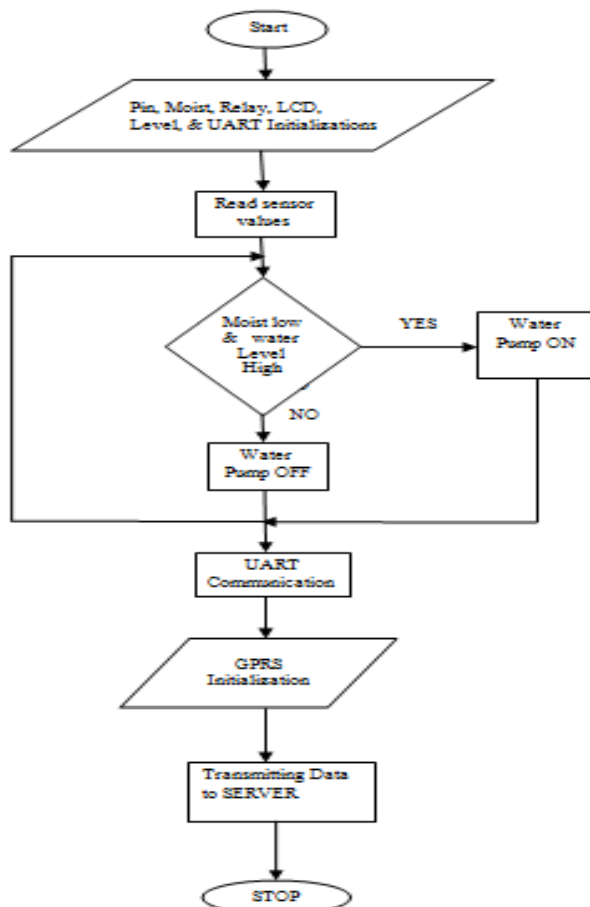 Start
Pin, Moist, Relay, LCD,
Level, & UART Initializations
Read sensor
values
Moist low
& water
Level
High
YES
Water
Pump ON
NO
Water
Pump OFF
UART
Communication
GPRS
Initialization
Transmitting Data
to SERVER
STOP